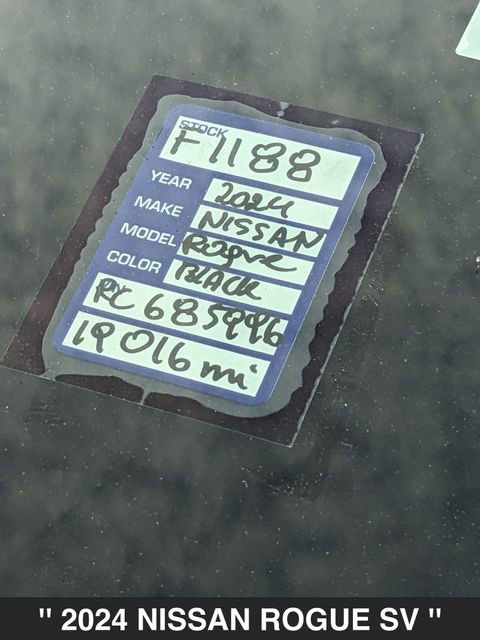 STOCK
F1188
YEAR 2024
MAKE NISSAN
MODEL Rogue
COLOR BLACK
RC 685996
19016 mi
" 2024 NISSAN ROGUE SV "